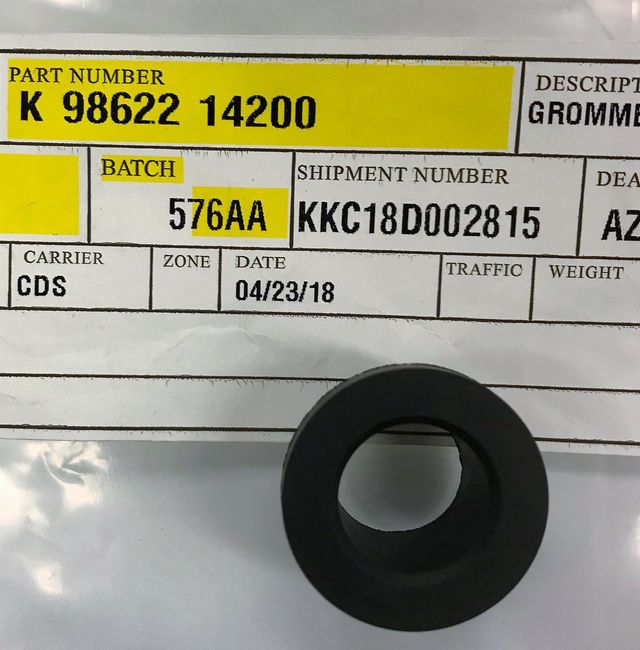 PART NUMBER
K 98622 14200
DESCRIPT
GROMME
BATCH
576AA
SHIPMENT NUMBER
KKC18D002815
DEA
AZ
CARRIER
CDS
ZONE
DATE
04/23/18
TRAFFIC
WEIGHT